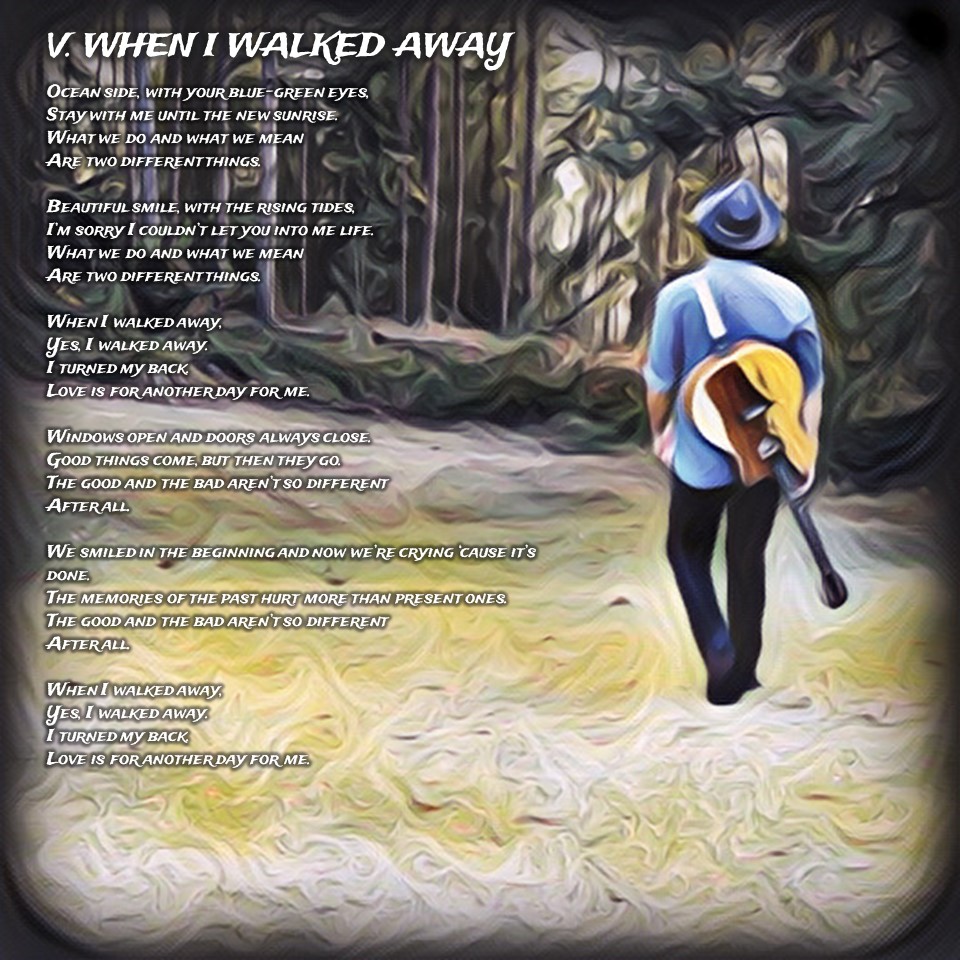 V. WHEN I WALKED AWAY
OCEAN SIDE, WITH YOUR BLUE-GREEN EYES,
STAY WITH ME UNTIL THE NEW SUNRISE.
WHAT WE DO AND WHAT WE MEAN
ARE TWO DIFFERENT THINGS.
BEAUTIFUL SMILE, WITH THE RISING TIDES,
I'M SORRY I COULDN'T LET YOU INTO ME LIFE.
WHAT WE DO AND WHAT WE MEAN
ARE TWO DIFFERENT THINGS.
WHEN I WALKED AWAY,
YES, I WALKED AWAY.
I TURNED MY BACK,
LOVE IS FOR ANOTHER DAY FOR ME.
WINDOWS OPEN AND DOORS ALWAYS CLOSE.
GOOD THINGS COME, BUT THEN THEY GO.
THE GOOD AND THE BAD AREN'T SO DIFFERENT
AFTER ALL.
WE SMILED IN THE BEGINNING AND NOW WE'RE CRYING 'CAUSE IT'S
DONE.
THE MEMORIES OF THE PAST HURT MORE THAN PRESENT ONES.
THE GOOD AND THE BAD AREN'T SO DIFFERENT
AFTER ALL.
WHEN I WALKED AWAY,
YES, I WALKED AWAY.
I TURNED MY BACK,
LOVE IS FOR ANOTHER DAY FOR ME.